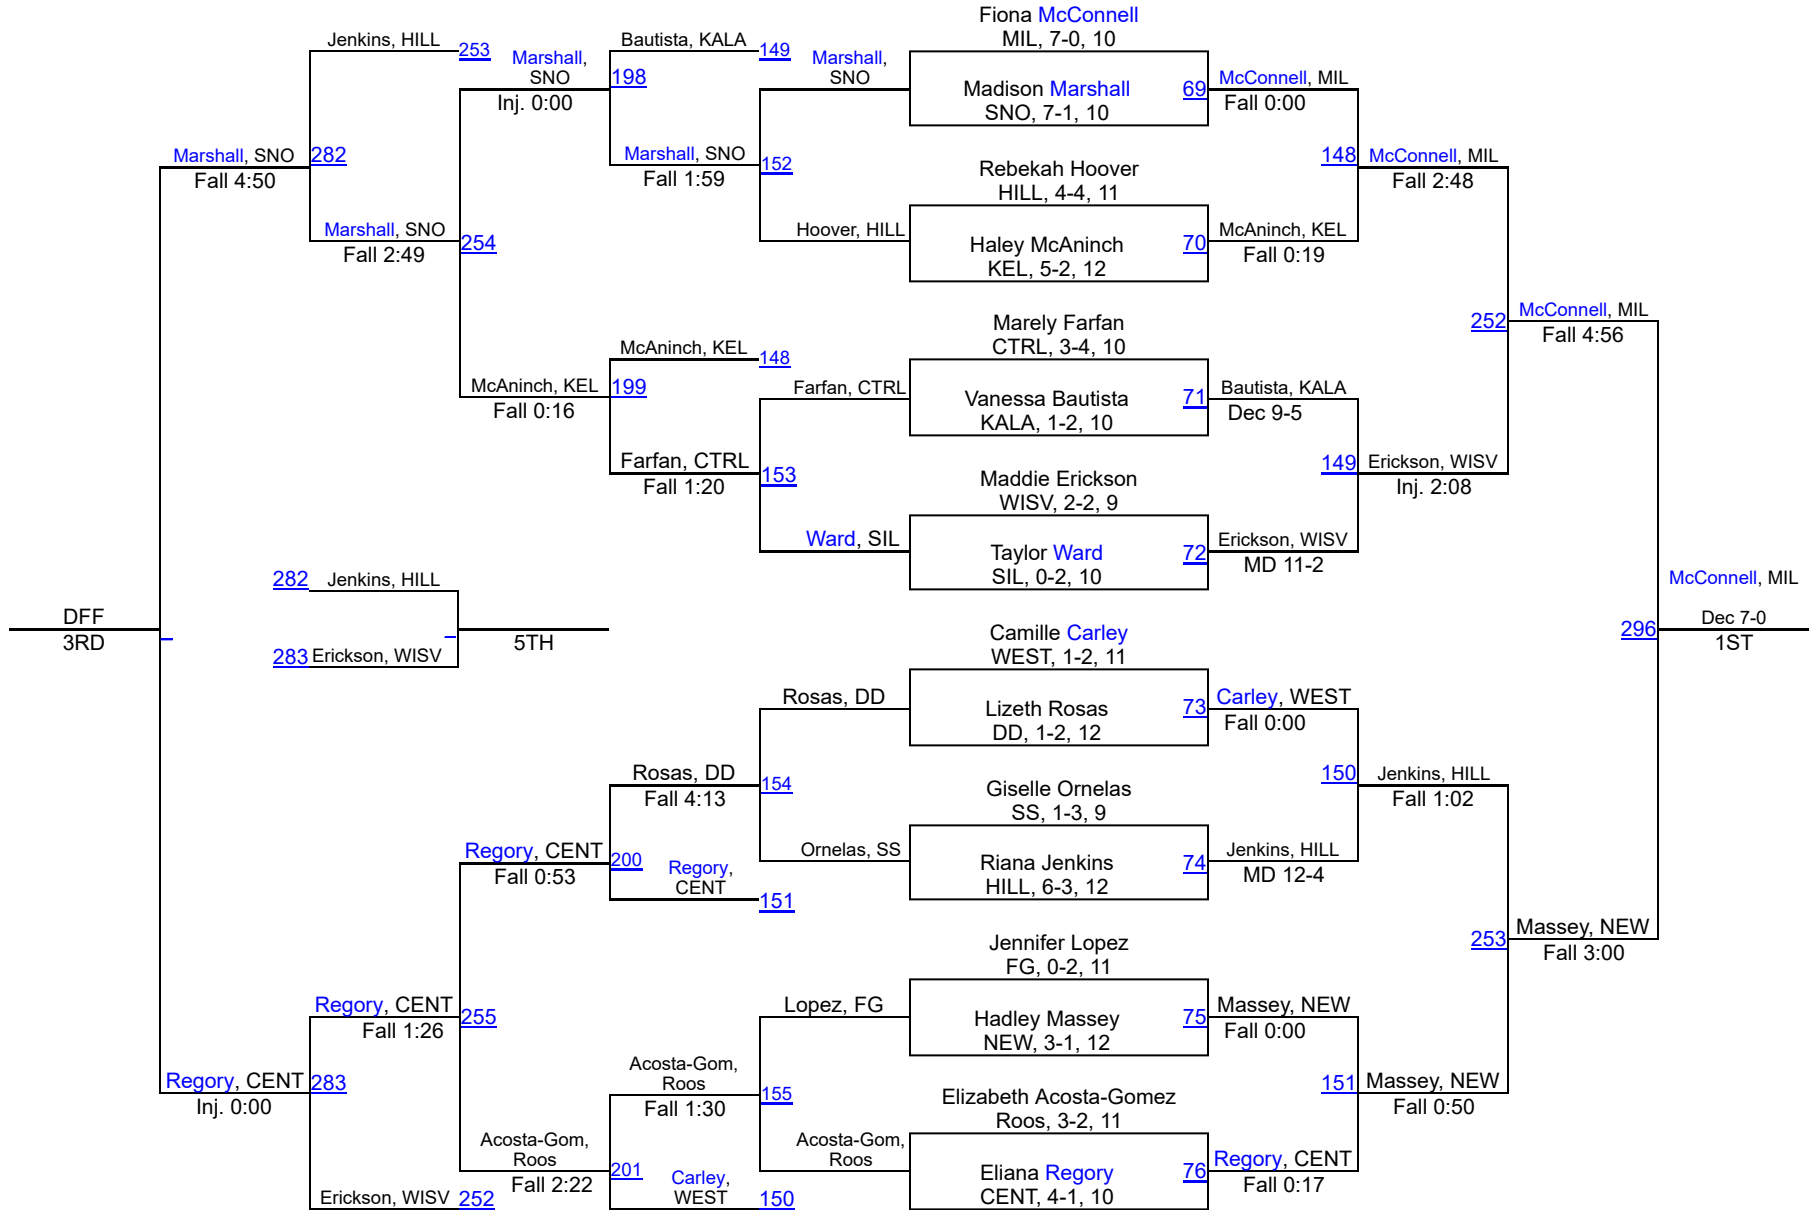 Fiona McConnell
MIL, 7-0, 10
Jenkins, HILL
253
Marshall,
SNO
Inj. 0:00
Bautista, KALA
149
198
Marshall,
SNO
Madison Marshall
SNO, 7-1, 10
69
McConnell, MIL
Fall 0:00
Marshall, SNO
Fall 4:50
282
Marshall, SNO
Fall 1:59
152
Rebekah Hoover
HILL, 4-4, 11
148
McConnell, MIL
Fall 2:48
Marshall, SNO
Fall 2:49
254
Hoover, HILL
Haley McAninch
KEL, 5-2, 12
70
McAninch, KEL
Fall 0:19
Marely Farfan
CTRL, 3-4, 10
252
McConnell, MIL
Fall 4:56
McAninch, KEL
148
McAninch, KEL
Fall 0:16
199
Farfan, CTRL
Vanessa Bautista
KALA, 1-2, 10
71
Bautista, KALA
Dec 9-5
Farfan, CTRL
Fall 1:20
153
Maddie Erickson
WISV, 2-2, 9
149
Erickson, WISV
Inj. 2:08
Ward, SIL
Taylor Ward
SIL, 0-2, 10
72
Erickson, WISV
MD 11-2
282
Jenkins, HILL
McConnell, MIL
DFF
3RD
283
Erickson, WISV
5TH
Camille Carley
WEST, 1-2, 11
296
Dec 7-0
1ST
Rosas, DD
Lizeth Rosas
DD, 1-2, 12
73
Carley, WEST
Fall 0:00
Rosas, DD
Fall 4:13
154
Giselle Ornelas
SS, 1-3, 9
150
Jenkins, HILL
Fall 1:02
Regory, CENT
Fall 0:53
200
Regory,
CENT
151
Ornelas, SS
Riana Jenkins
HILL, 6-3, 12
74
Jenkins, HILL
MD 12-4
Jennifer Lopez
FG, 0-2, 11
253
Massey, NEW
Fall 3:00
Regory, CENT
Fall 1:26
255
Lopez, FG
Hadley Massey
NEW, 3-1, 12
75
Massey, NEW
Fall 0:00
Regory, CENT
Inj. 0:00
283
Acosta-Gom,
Roos
Fall 1:30
155
Elizabeth Acosta-Gomez
Roos, 3-2, 11
151
Massey, NEW
Fall 0:50
Acosta-Gom,
Roos
Fall 2:22
201
Carley,
WEST
150
Acosta-Gom,
Roos
Eliana Regory
CENT, 4-1, 10
76
Regory, CENT
Fall 0:17
Erickson, WISV
252